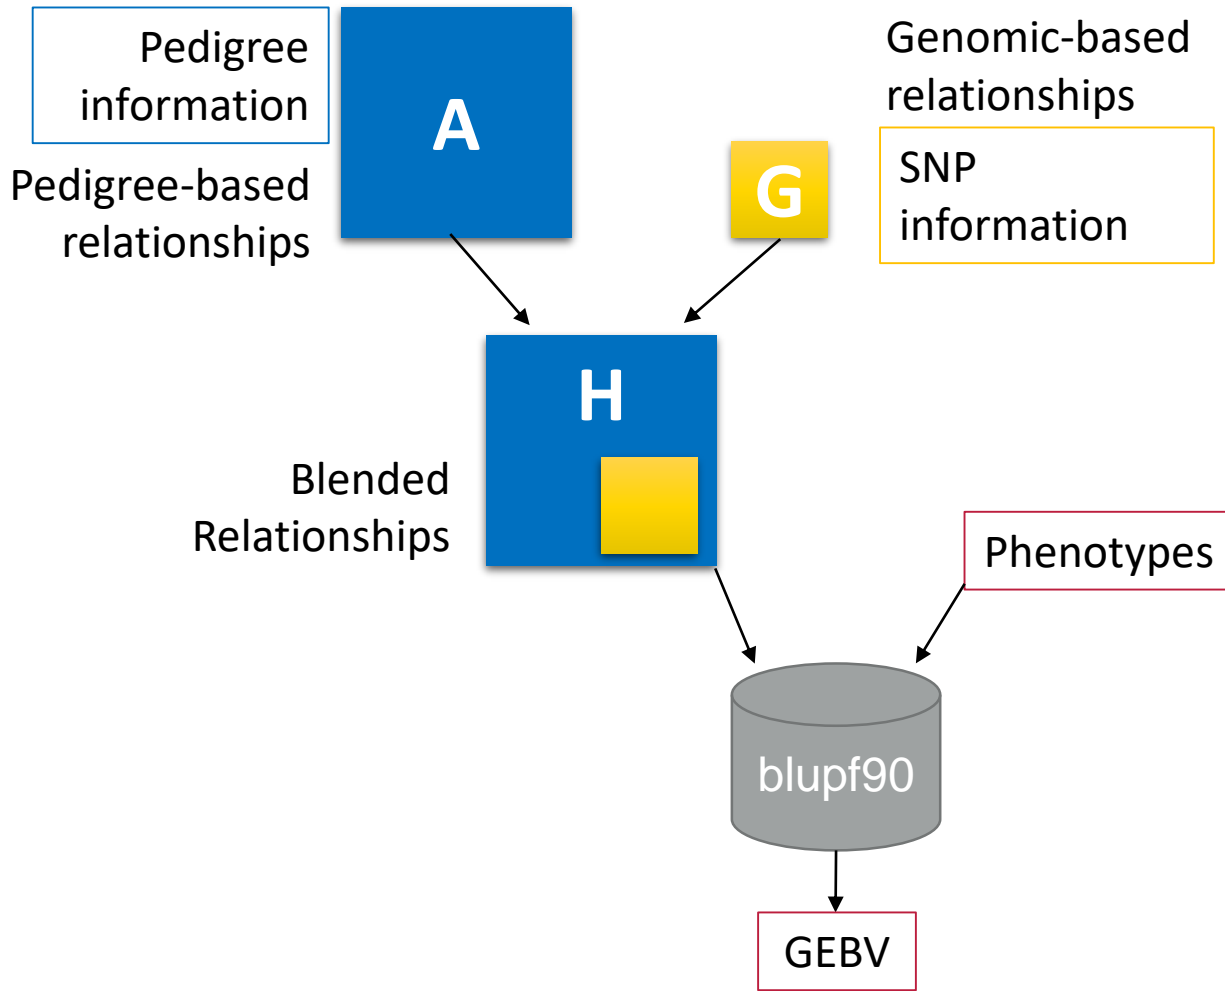 Pedigree
information
Pedigree-based
relationships
A
G
Genomic-based
relationships
SNP
information
H
Blended
Relationships
Phenotypes
blupf90
GEBV